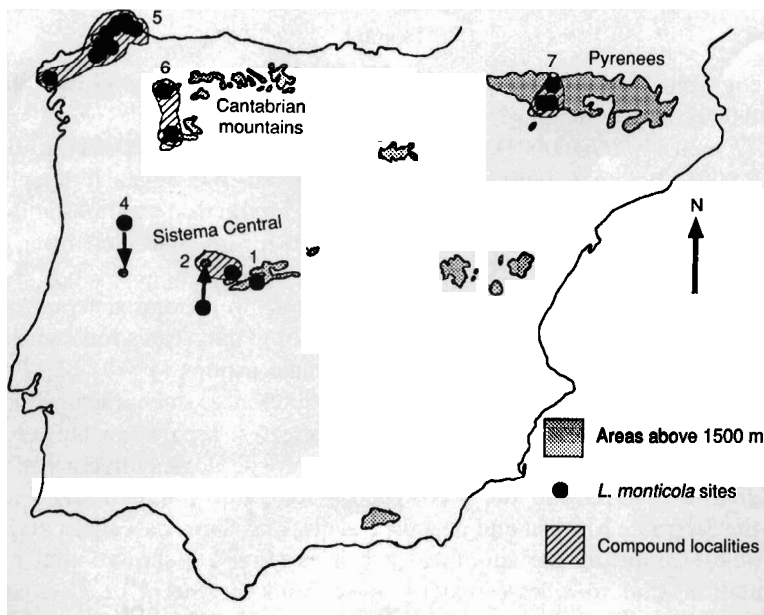 5
6
7
Pyrenees
Cantabrian
mountains
4
N
Sistema Central
2
1
Areas above 1500 m
L. monticola sites
Compound localities